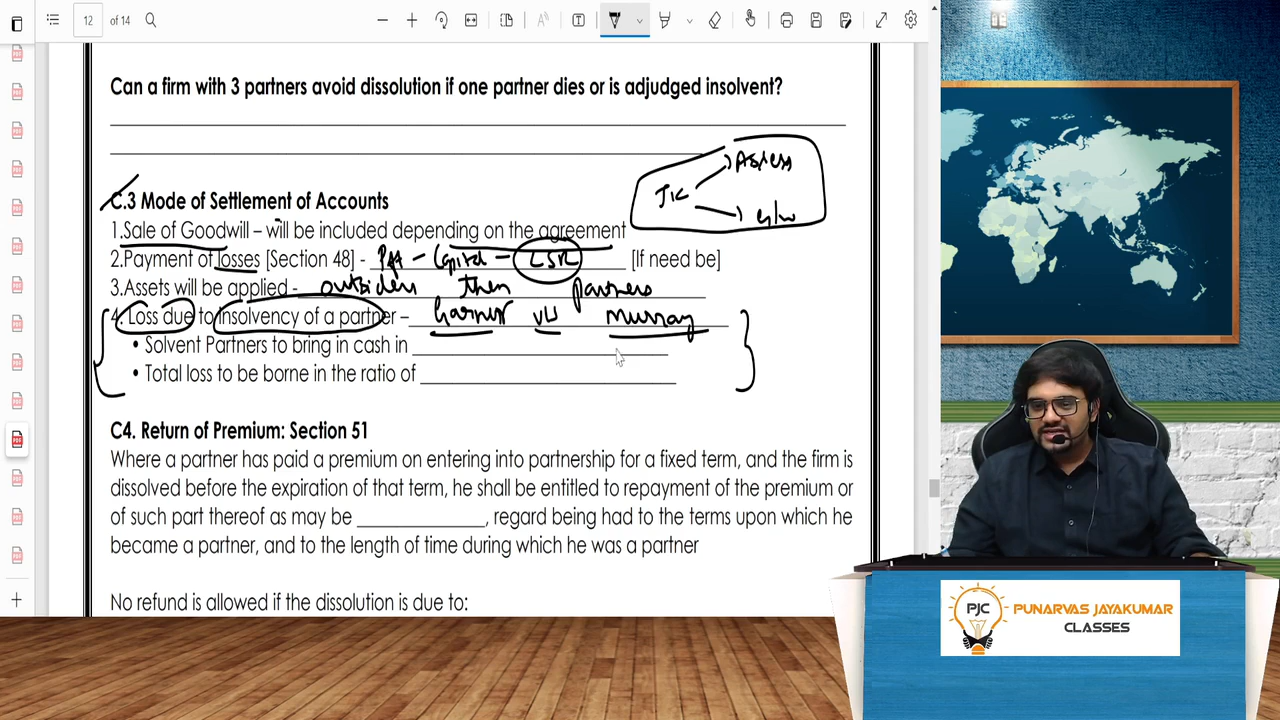 12 of 14
Can a firm with 3 partners avoid dissolution if one partner dies or is adjudged insolvent?
C.3 Mode of Settlement of Accounts
JIC Assess
1.Sale of Goodwill – will be included depending on the agreement
2.Payment of losses [Section 48] - Pft - Capital - PSR [If need be]
3.Assets will be applied - outsiders then partners
4. Loss due to Insolvency of a partner – Garner v/s Murray
• Solvent Partners to bring in cash in
• Total loss to be borne in the ratio of
C4. Return of Premium: Section 51
Where a partner has paid a premium on entering into partnership for a fixed term, and the firm is
dissolved before the expiration of that term, he shall be entitled to repayment of the premium or
of such part thereof as may be ______________, regard being had to the terms upon which he
became a partner, and to the length of time during which he was a partner
No refund is allowed if the dissolution is due to:
PJC PUNARVAS JAYAKUMAR
CLASSES